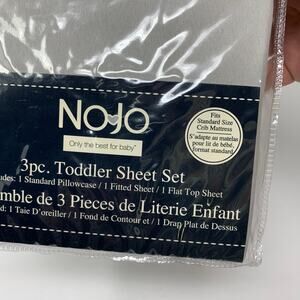 NoJo
Only the best for baby™
Fits
Standard Size
Crib Mattress
S'adapte au matelas
pour lit de bébé,
format standard
3pc. Toddler Sheet Set
des: 1 Standard Pillowcase / 1 Fitted Sheet / 1 Flat Top Sheet
mble de 3 Pieces de Literie Enfant
d: 1 Taie D'oreiller / 1 Fond de Contour et / 1 Drap Plat de Dessus